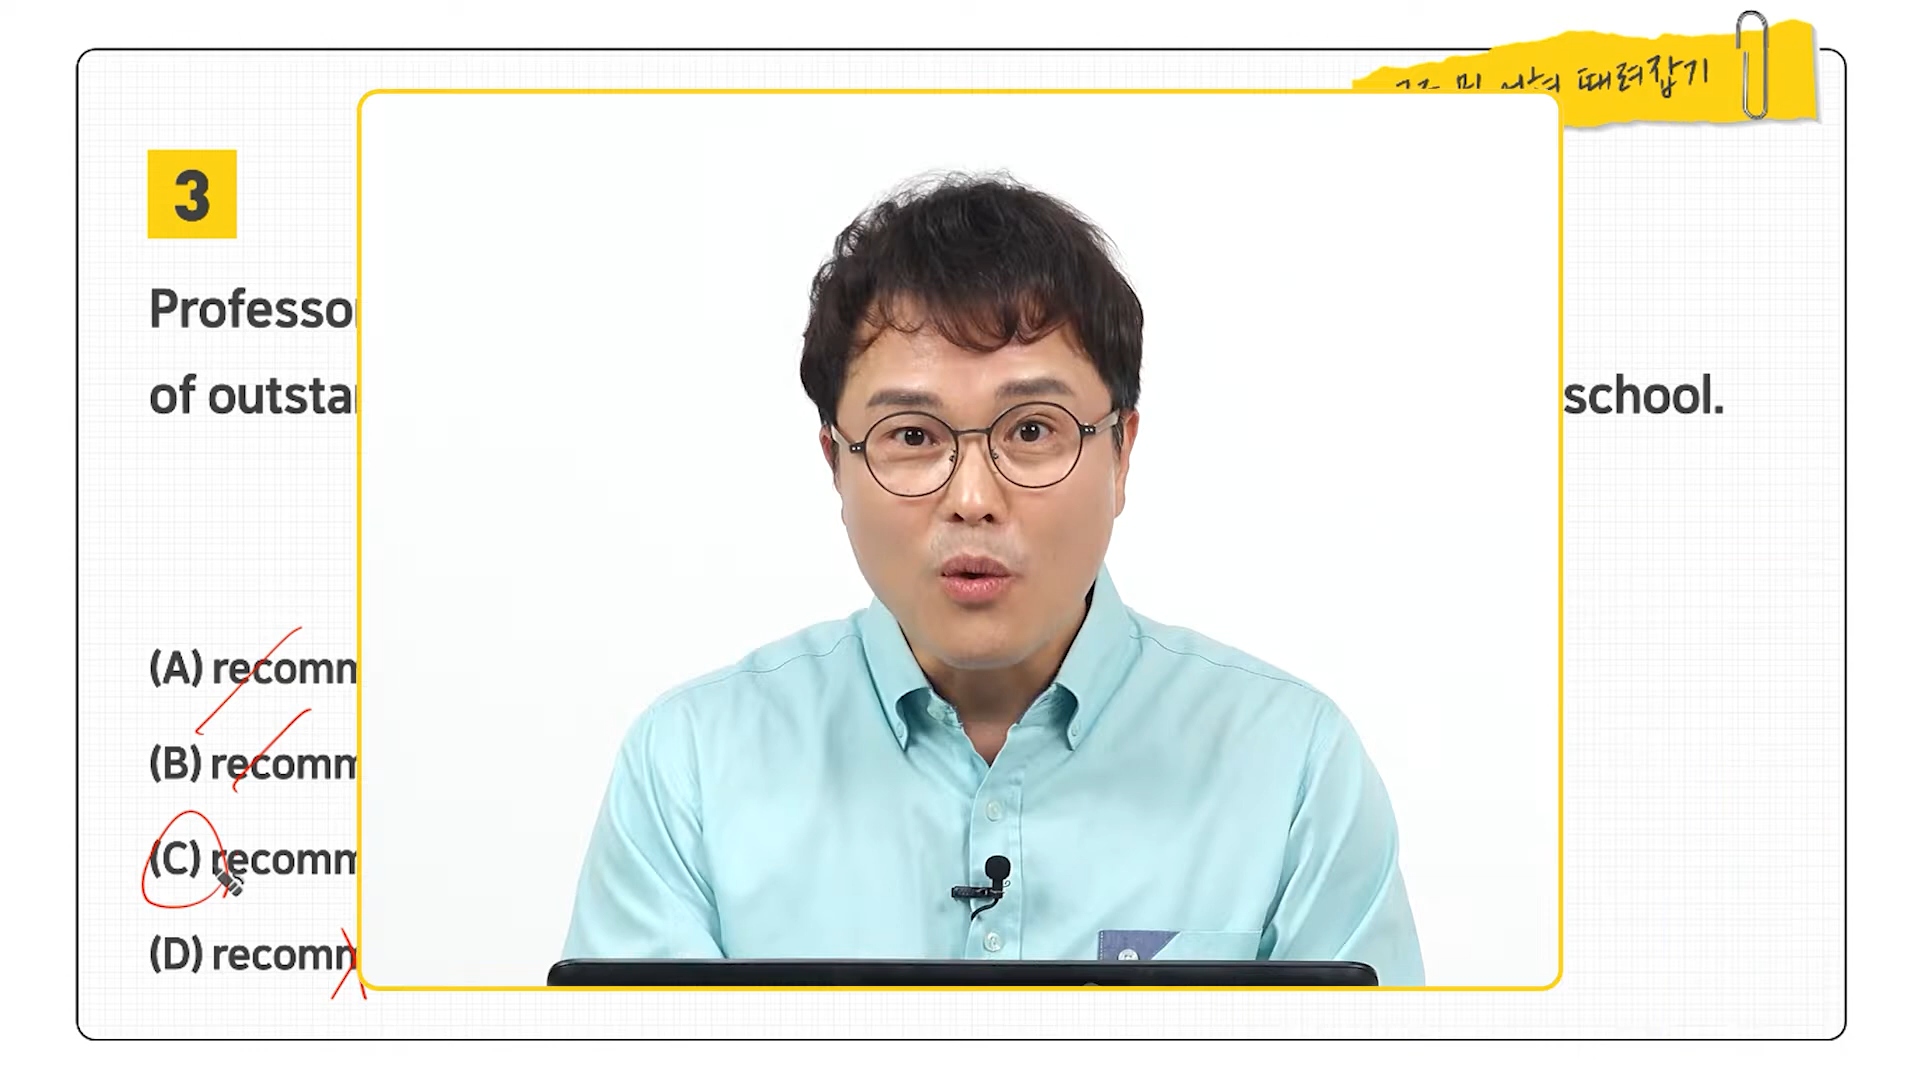 때려잡기
3
Professo
of outsta school.
(A) recomm
(B) recomm
(C) recomm
(D) recomm